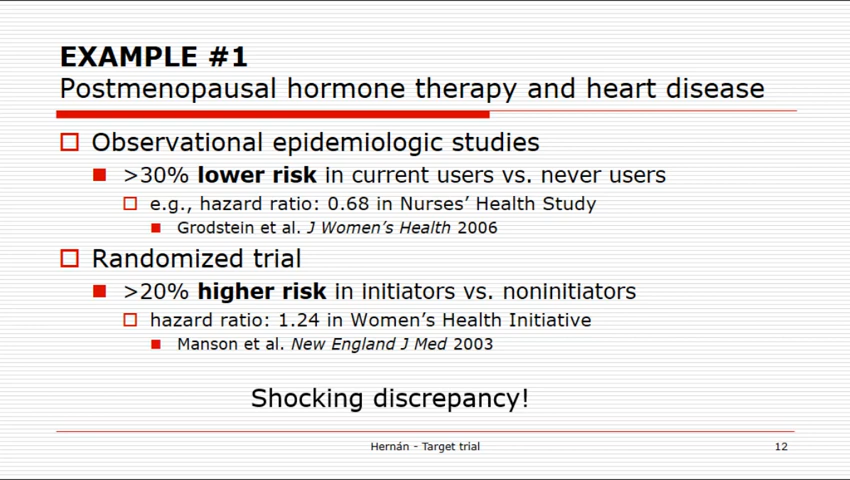 EXAMPLE #1
Postmenopausal hormone therapy and heart disease
Observational epidemiologic studies
>30% lower risk in current users vs. never users
e.g., hazard ratio: 0.68 in Nurses’ Health Study
Grodstein et al. J Women’s Health 2006
Randomized trial
>20% higher risk in initiators vs. noninitiators
hazard ratio: 1.24 in Women’s Health Initiative
Manson et al. New England J Med 2003
Shocking discrepancy!
Hernán - Target trial
12